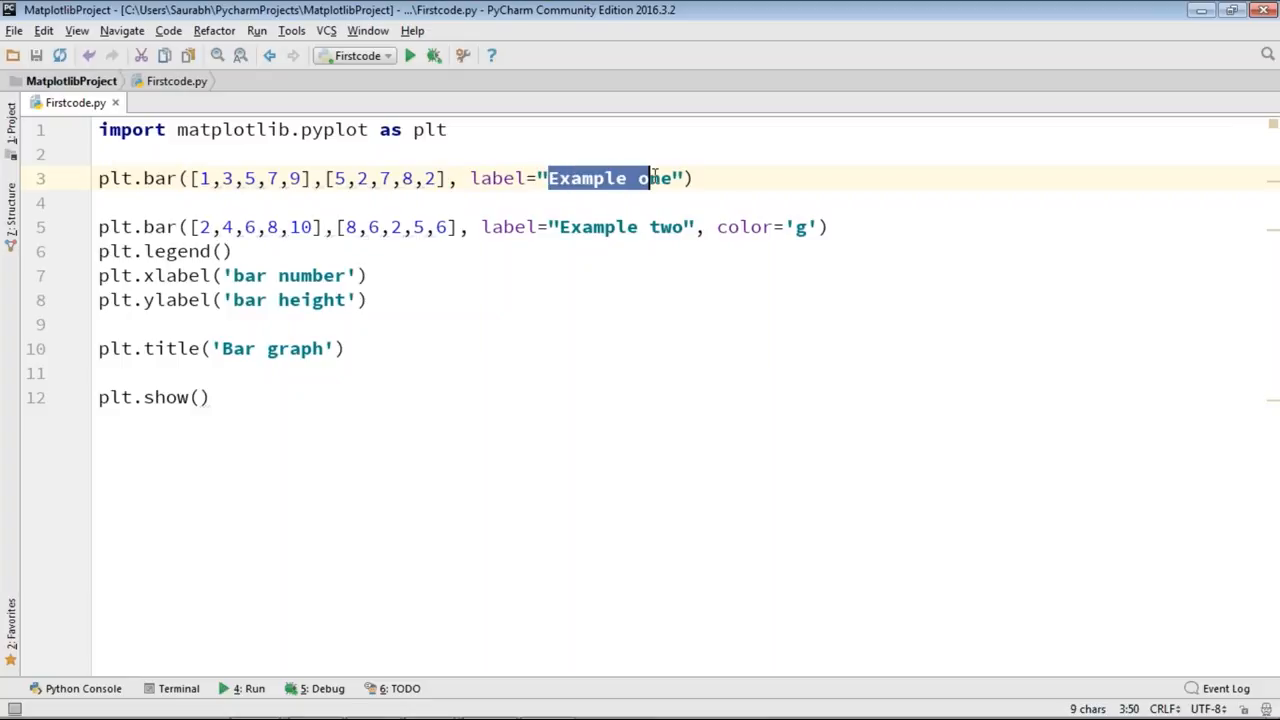 MatplotlibProject - [C:\Users\Saurabh\PycharmProjects\MatplotlibProject] - ...\Firstcode.py - PyCharm Community Edition 2016.3.2
File Edit View Navigate Code Refactor Run Tools VCS Window Help
Firstcode
MatplotlibProject Firstcode.py
Firstcode.py
1: Project
7: Structure
2: Favorites
1 import matplotlib.pyplot as plt
2
3 plt.bar([1,3,5,7,9],[5,2,7,8,2], label="Example one")
4
5 plt.bar([2,4,6,8,10],[8,6,2,5,6], label="Example two", color='g')
6 plt.legend()
7 plt.xlabel('bar number')
8 plt.ylabel('bar height')
9
10 plt.title('Bar graph')
11
12 plt.show()
Python Console Terminal 4: Run 5: Debug 6: TODO Event Log
9 chars 3:50 CRLF UTF-8